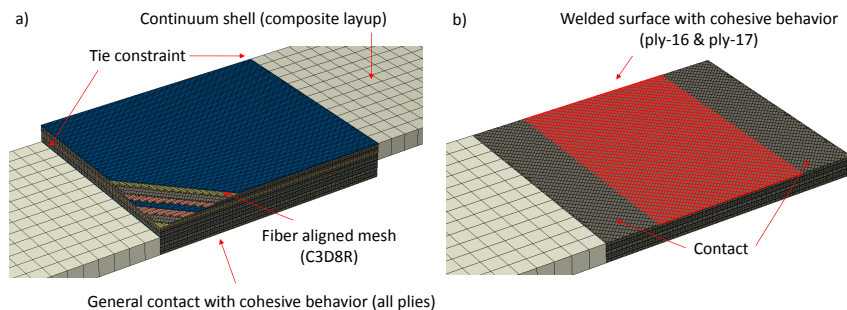 a)
Continuum shell (composite layup)
Tie constraint
Fiber aligned mesh
(C3D8R)
General contact with cohesive behavior (all plies)
b)
Welded surface with cohesive behavior
(ply-16 & ply-17)
Contact